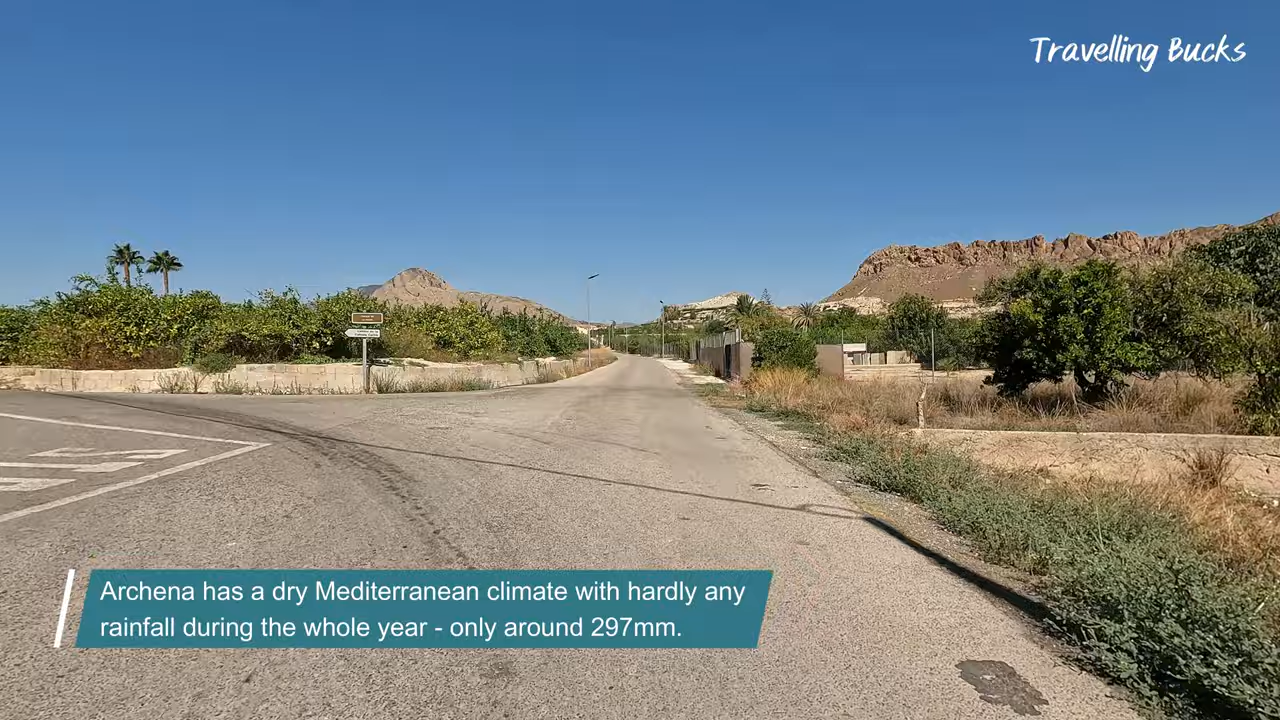 Travelling Bucks
Archena has a dry Mediterranean climate with hardly any
rainfall during the whole year - only around 297mm.